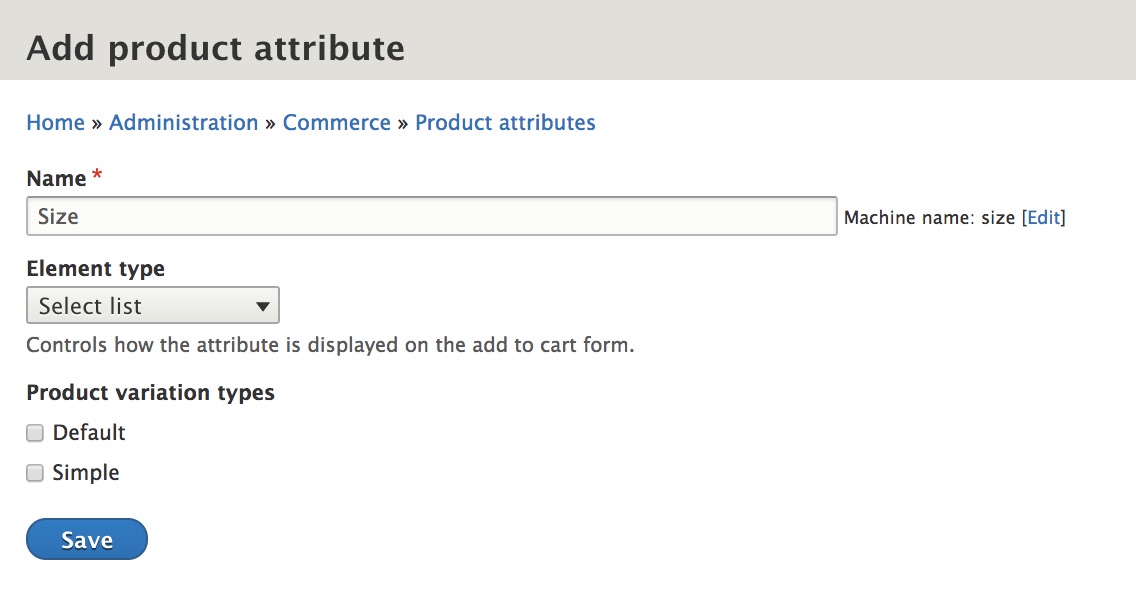 Add product attribute
Home » Administration » Commerce » Product attributes
Name *
Size
Machine name: size [Edit]
Element type
Select list
Controls how the attribute is displayed on the add to cart form.
Product variation types
Default
Simple
Save